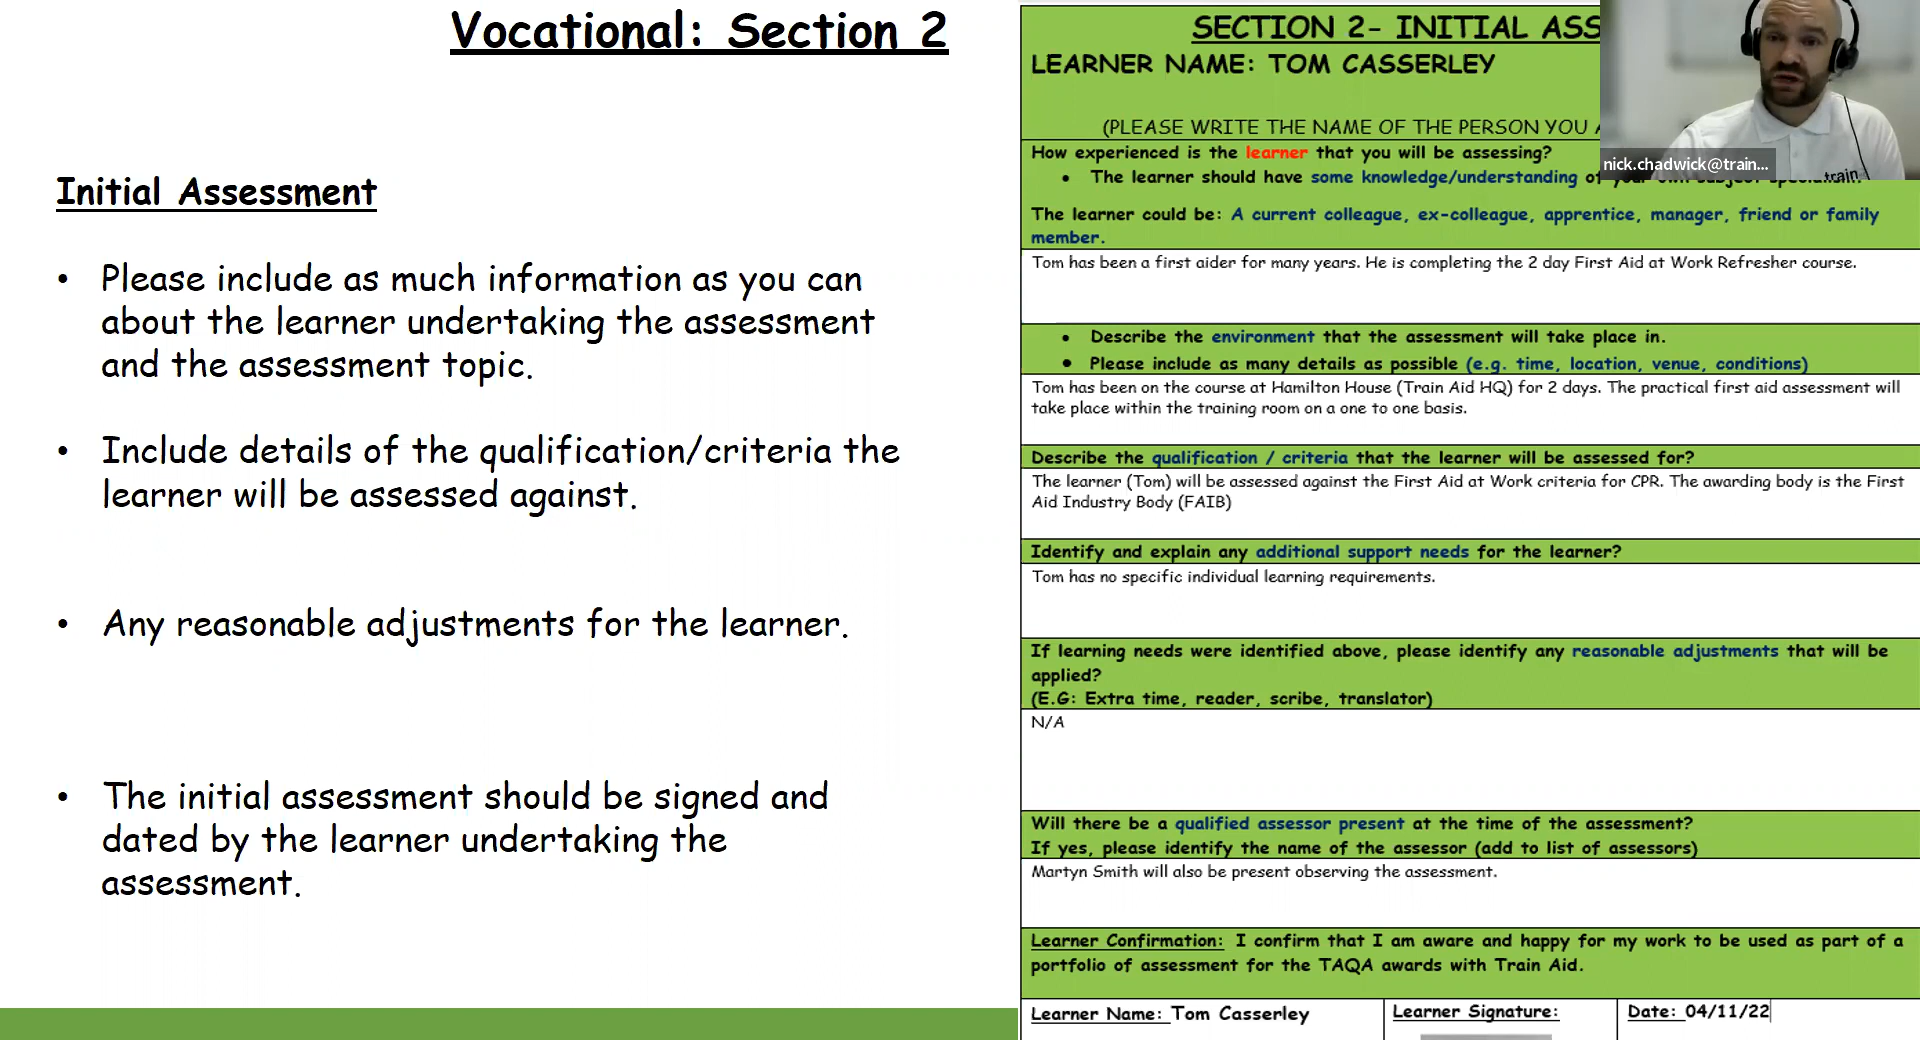 Vocational: Section 2
Initial Assessment
• Please include as much information as you can
about the learner undertaking the assessment
and the assessment topic.
• Include details of the qualification/criteria the
learner will be assessed against.
• Any reasonable adjustments for the learner.
• The initial assessment should be signed and
dated by the learner undertaking the
assessment.
SECTION 2- INITIAL ASS
LEARNER NAME: TOM CASSERLEY
(PLEASE WRITE THE NAME OF THE PERSON YOU
How experienced is the learner that you will be assessing?
• The learner should have some knowledge/understanding of your own subject
The learner could be: A current colleague, ex-colleague, apprentice, manager, friend or family
member.
Tom has been a first aider for many years. He is completing the 2 day First Aid at Work Refresher course.
• Describe the environment that the assessment will take place in.
• Please include as many details as possible (e.g. time, location, venue, conditions)
Tom has been on the course at Hamilton House (Train Aid HQ) for 2 days. The practical first aid assessment will
take place within the training room on a one to one basis.
Describe the qualification / criteria that the learner will be assessed for?
The learner (Tom) will be assessed against the First Aid at Work criteria for CPR. The awarding body is the First
Aid Industry Body (FAIB)
Identify and explain any additional support needs for the learner?
Tom has no specific individual learning requirements.
If learning needs were identified above, please identify any reasonable adjustments that will be
applied?
(E.G: Extra time, reader, scribe, translator)
N/A
Will there be a qualified assessor present at the time of the assessment?
If yes, please identify the name of the assessor (add to list of assessors)
Martyn Smith will also be present observing the assessment.
Learner Confirmation: I confirm that I am aware and happy for my work to be used as part of a
portfolio of assessment for the TAQA awards with Train Aid.
Learner Name: Tom Casserley
Learner Signature:
Date: 04/11/22
nick.chadwick@train...
train